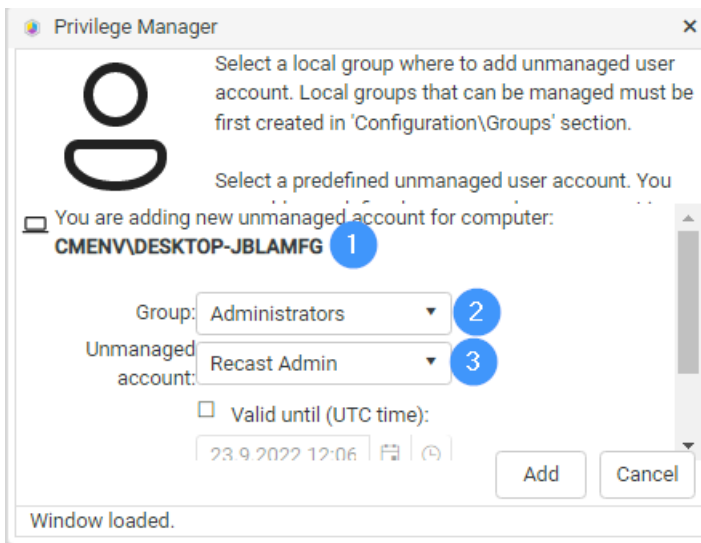 Privilege Manager
Select a local group where to add unmanaged user
account. Local groups that can be managed must be
first created in 'Configuration\Groups' section.
Select a predefined unmanaged user account. You
You are adding new unmanaged account for computer:
CMENV\DESKTOP-JBLAMFG 1
Group: Administrators 2
Unmanaged
account: Recast Admin 3
Valid until (UTC time):
23.9.2022 12:06
Add Cancel
Window loaded.